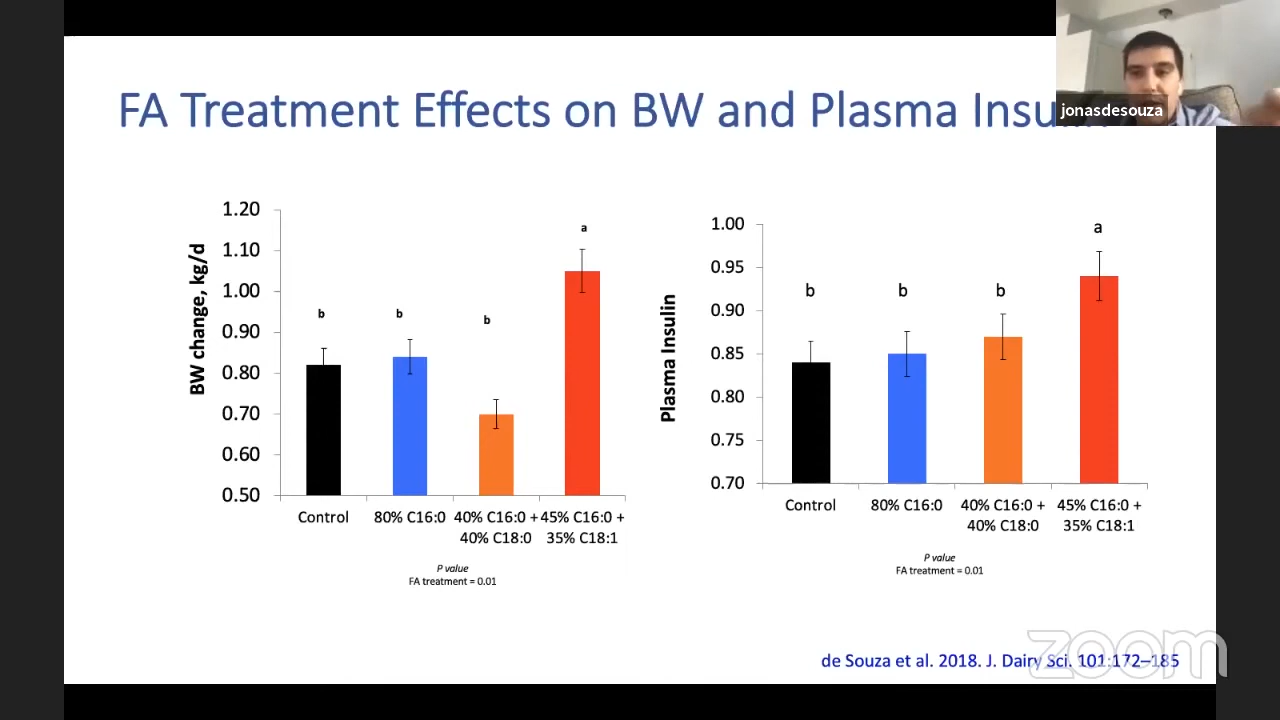 FA Treatment Effects on BW and Plasma
jonasdesouza
BW change, kg/d
1.20
1.10
1.00
0.90
0.80
0.70
0.60
0.50
b
b
b
a
Control
80% C16:0
40% C16:0 +
40% C18:0
45% C16:0 +
35% C18:1
P value
FA treatment = 0.01
Plasma Insulin
1.00
0.95
0.90
0.85
0.80
0.75
0.70
b
b
b
a
Control
80% C16:0
40% C16:0 +
40% C18:0
45% C16:0 +
35% C18:1
P value
FA treatment = 0.01
de Souza et al. 2018. J. Dairy Sci. 101:172–185
zoom